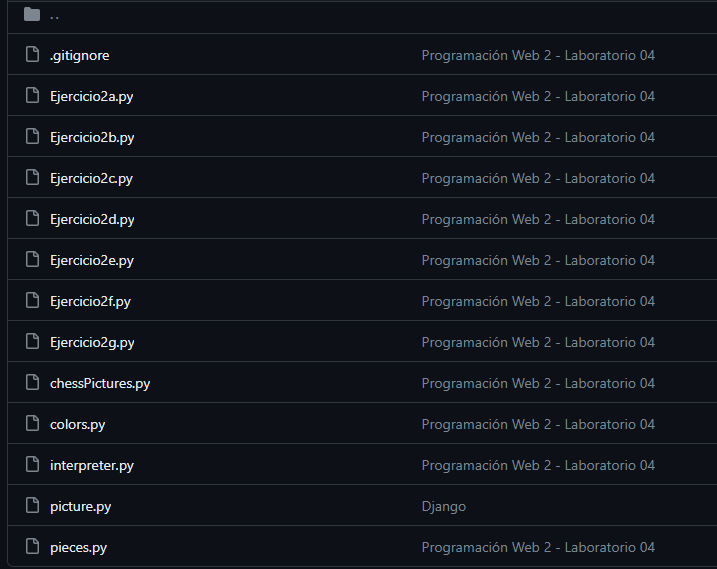 ..
.gitignore Programación Web 2 - Laboratorio 04
Ejercicio2a.py Programación Web 2 - Laboratorio 04
Ejercicio2b.py Programación Web 2 - Laboratorio 04
Ejercicio2c.py Programación Web 2 - Laboratorio 04
Ejercicio2d.py Programación Web 2 - Laboratorio 04
Ejercicio2e.py Programación Web 2 - Laboratorio 04
Ejercicio2f.py Programación Web 2 - Laboratorio 04
Ejercicio2g.py Programación Web 2 - Laboratorio 04
chessPictures.py Programación Web 2 - Laboratorio 04
colors.py Programación Web 2 - Laboratorio 04
interpreter.py Programación Web 2 - Laboratorio 04
picture.py Django
pieces.py Programación Web 2 - Laboratorio 04